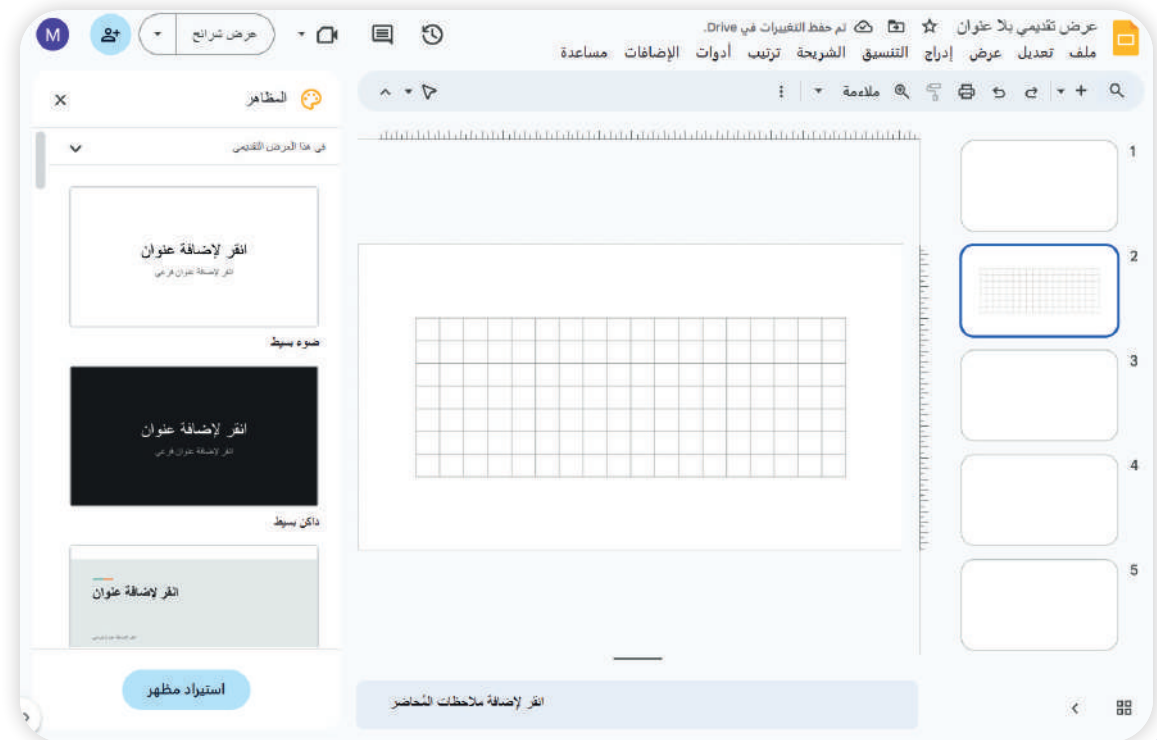 عرض تقديمي بلا عنوان
تم حفظ التغييرات في Drive.
ملف تعديل عرض إدراج التنسيق الشريحة ترتيب أدوات الإضافات مساعدة
عرض شرائح
M
ملاءمة
1
2
3
4
5
المظاهر
في هذا العرض التقديمي
انقر لإضافة عنوان
انقر لإضافة عنوان فرعي
ضوء بسيط
انقر لإضافة عنوان
انقر لإضافة عنوان فرعي
داكن بسيط
انقر لإضافة عنوان
استيراد مظهر
انقر لإضافة ملاحظات المُحاضر